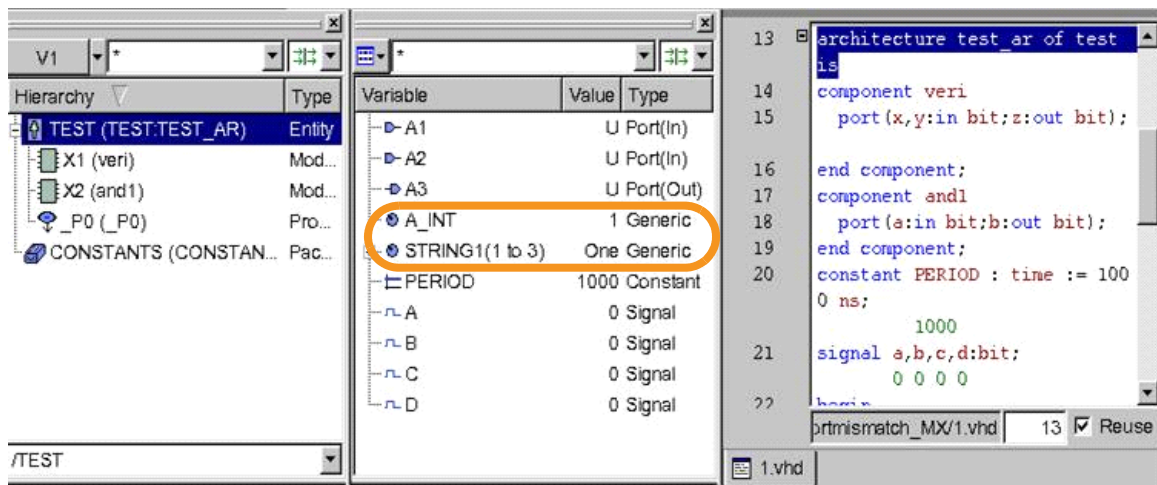 V1 *
Hierarchy Type
TEST (TEST:TEST_AR) Entity
X1 (veri) Mod...
X2 (and1) Mod...
_P0 (_P0) Pro...
CONSTANTS (CONSTAN... Pac...
/TEST
*
Variable Value Type
A1 U Port(In)
A2 U Port(In)
A3 U Port(Out)
A_INT 1 Generic
STRING1(1 to 3) One Generic
PERIOD 1000 Constant
A 0 Signal
B 0 Signal
C 0 Signal
D 0 Signal
13 architecture test_ar of test
is
14 component veri
15 port(x,y:in bit;z:out bit);
16 end component;
17 component and1
18 port(a:in bit;b:out bit);
19 end component;
20 constant PERIOD : time := 100
0 ns;
1000
21 signal a,b,c,d:bit;
0 0 0 0
22 begin
ortmismatch_MX/1.vhd 13 Reuse
1.vhd